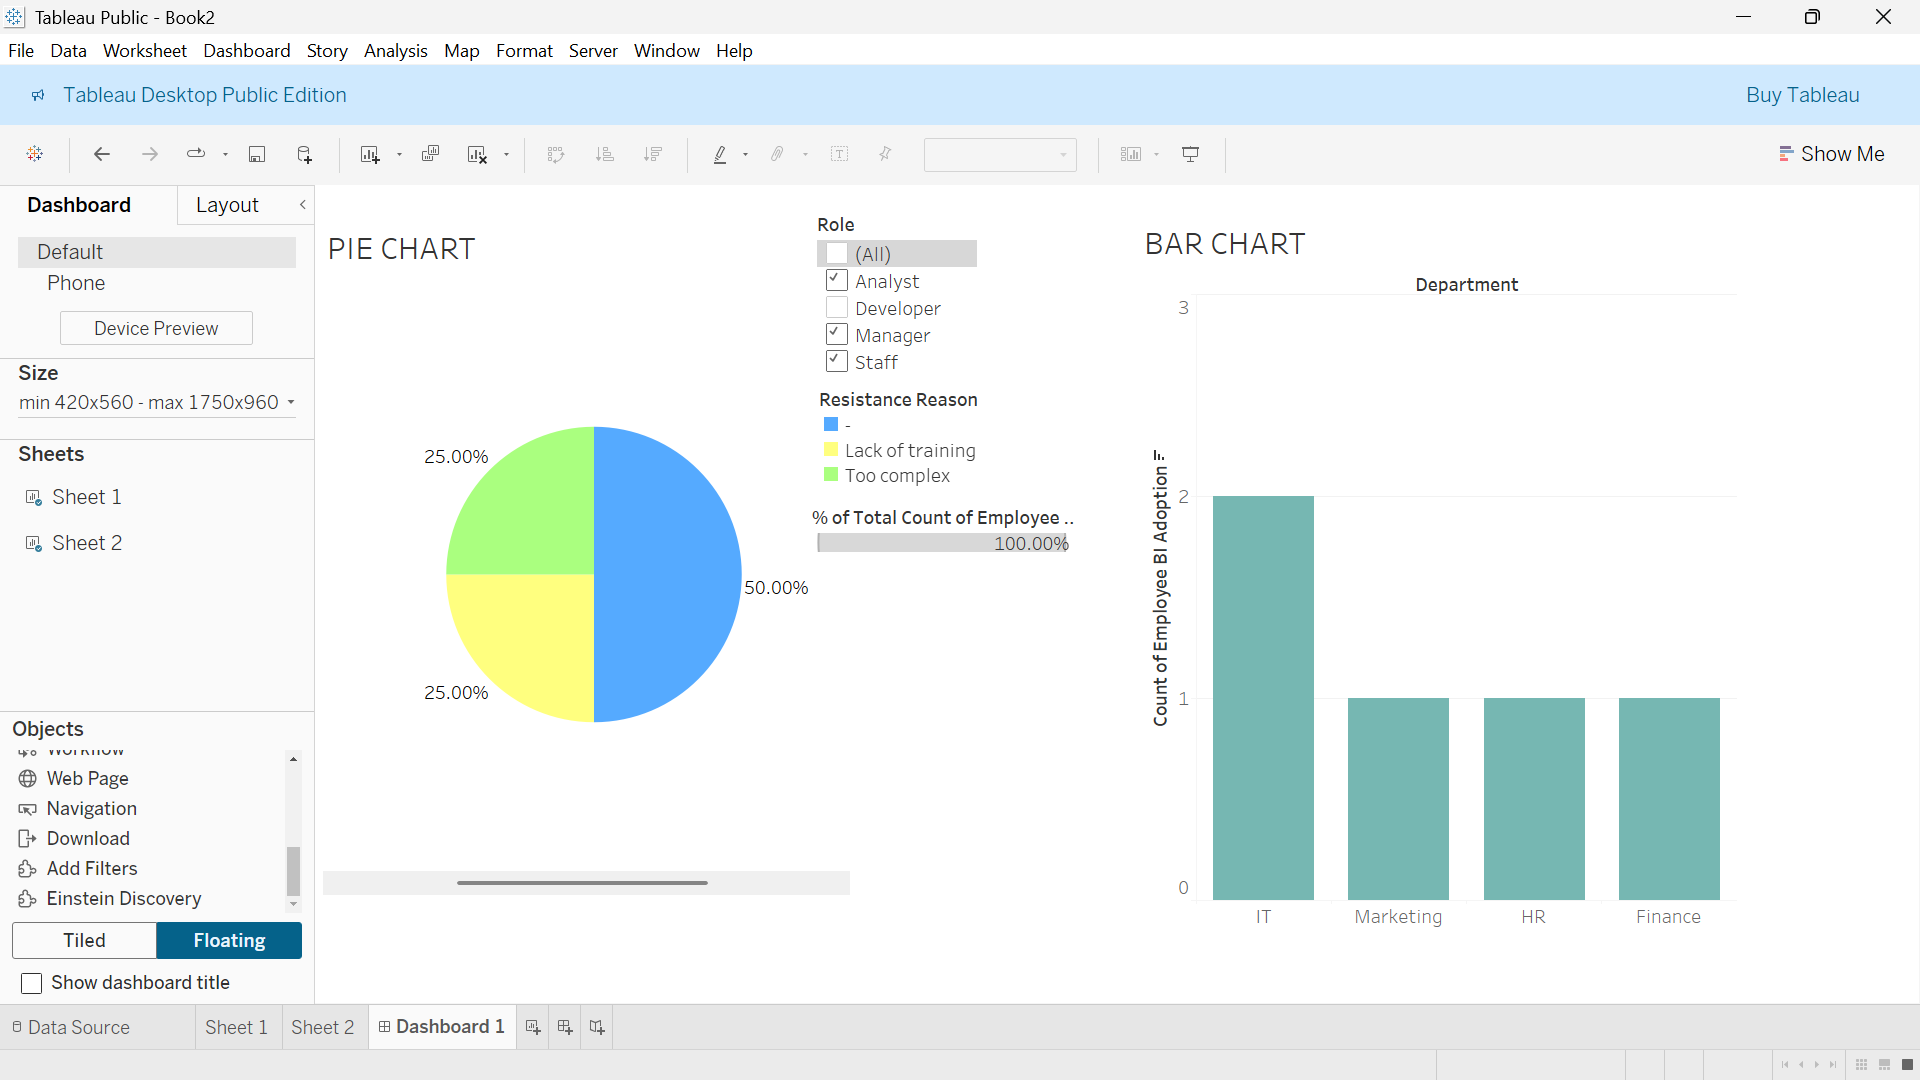 Tableau Public - Book2
File Data Worksheet Dashboard Story Analysis Map Format Server Window Help
Tableau Desktop Public Edition
Buy Tableau
Show Me
Dashboard
Layout
Default
Phone
Device Preview
Size
min 420x560 - max 1750x960
Sheets
Sheet 1
Sheet 2
Objects
Workflow
Web Page
Navigation
Download
Add Filters
Einstein Discovery
Tiled
Floating
Show dashboard title
PIE CHART
25.00%
50.00%
25.00%
Role
(All)
Analyst
Developer
Manager
Staff
Resistance Reason
-
Lack of training
Too complex
% of Total Count of Employee ..
100.00%
BAR CHART
Department
Count of Employee BI Adoption
3
2
1
0
IT
Marketing
HR
Finance
Data Source
Sheet 1
Sheet 2
Dashboard 1